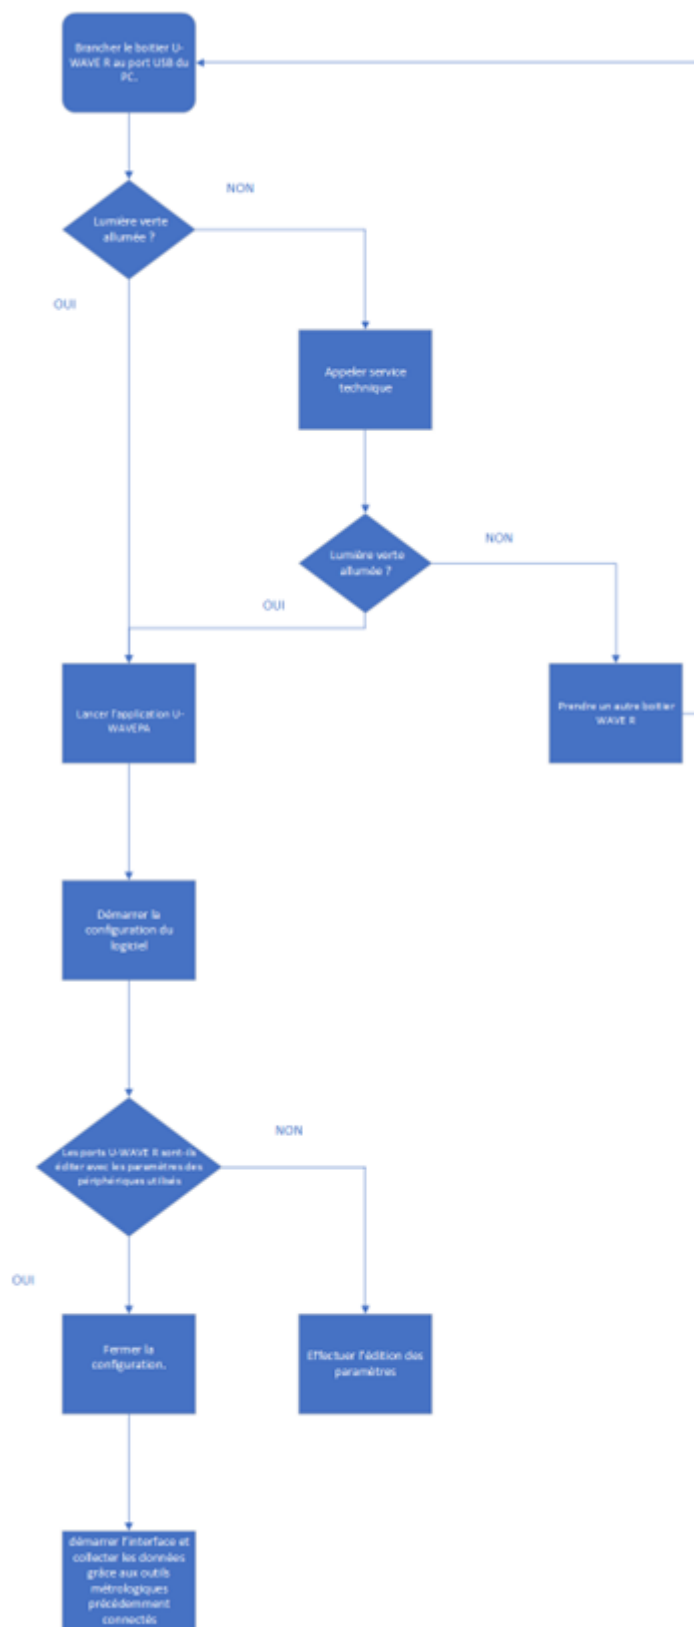 Brancher le boitier U-
WAVE R au port USB du
PC.
NON
Lumière verte
allumée ?
OUI
Appeler service
technique
NON
Lumière verte
allumée ?
OUI
Lancer l'application U-
WAVEPA
Prendre un autre boitier
WAVE R
Démarrer la
configuration du
logiciel
NON
Les ports U-WAVE R sont-ils
éditer avec les paramètres des
périphériques utilisés
OUI
Fermer la
configuration.
Effectuer l'édition des
paramètres
démarrer l'interface et
collecter les données
grâce aux outils
métrologiques
précédemment
connectés